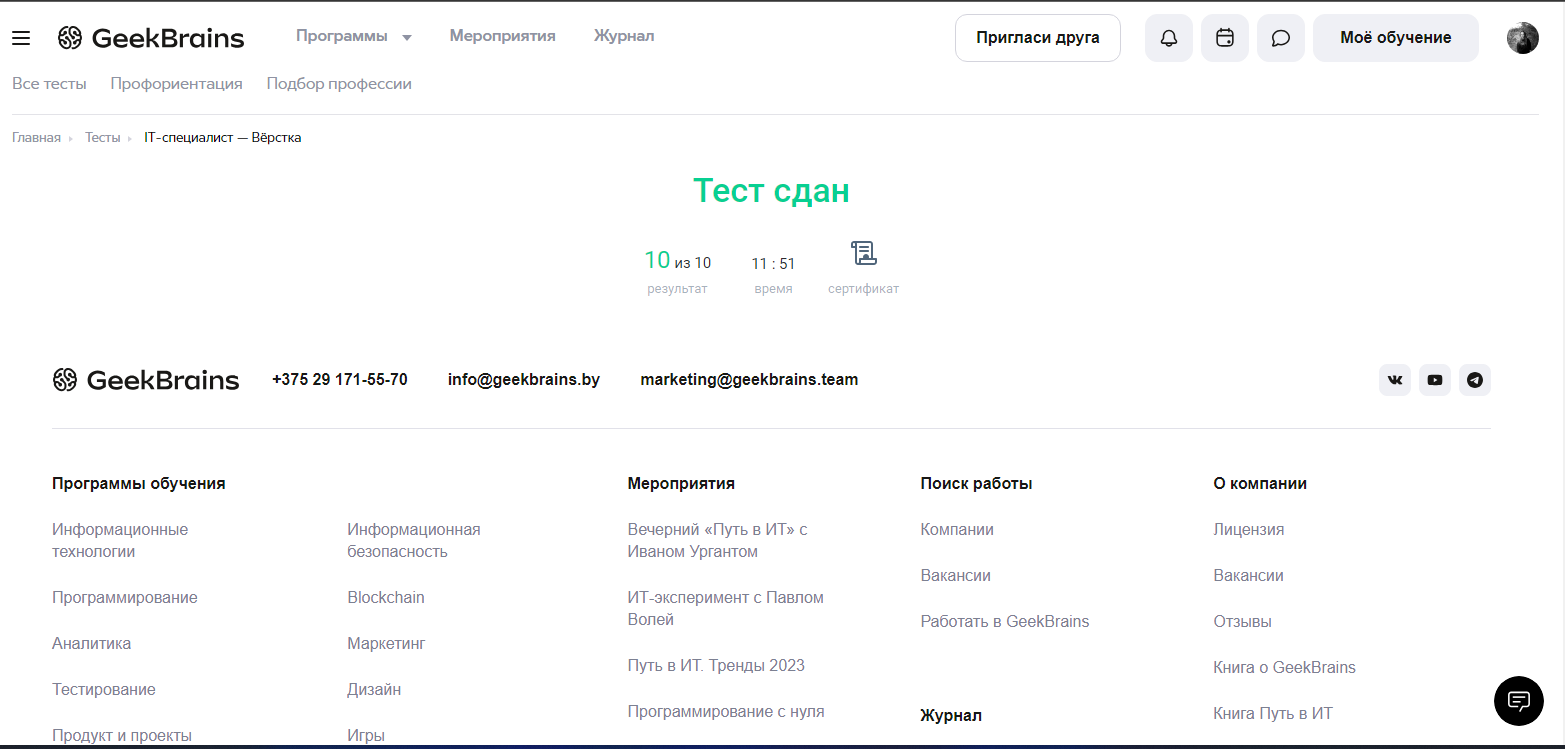 GeekBrains
Программы
Мероприятия
Журнал
Пригласи друга
Моё обучение
Все тесты
Профориентация
Подбор профессии
Главная
Тесты
IT-специалист — Вёрстка
Тест сдан
10 из 10
результат
11 : 51
время
сертификат
GeekBrains
+375 29 171-55-70
info@geekbrains.by
marketing@geekbrains.team
Программы обучения
Информационные
технологии
Программирование
Аналитика
Тестирование
Продукт и проекты
Информационная
безопасность
Blockchain
Маркетинг
Дизайн
Игры
Мероприятия
Вечерний «Путь в ИТ» с
Иваном Ургантом
ИТ-эксперимент с Павлом
Волей
Путь в ИТ. Тренды 2023
Программирование с нуля
Поиск работы
Компании
Вакансии
Работать в GeekBrains
Журнал
О компании
Лицензия
Вакансии
Отзывы
Книга о GeekBrains
Книга Путь в ИТ